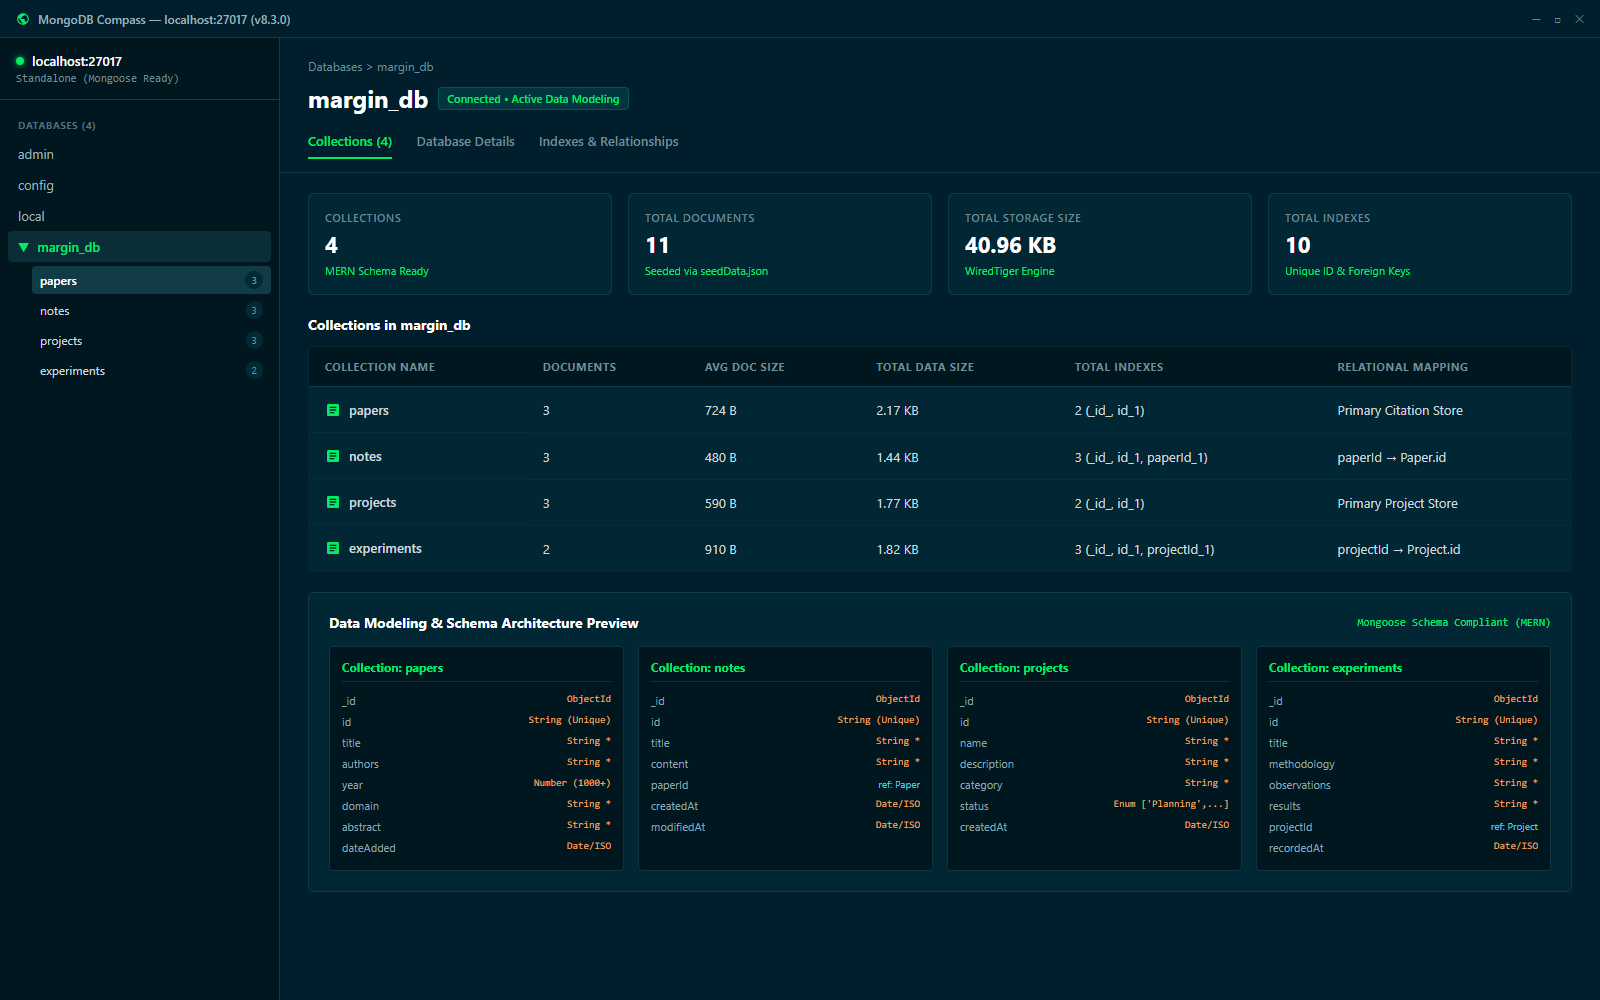 MongoDB Compass — localhost:27017 (v8.3.0)
localhost:27017
Standalone (Mongoose Ready)
DATABASES (4)
admin
config
local
▼ margin_db
papers 3
notes 3
projects 3
experiments 2
Databases > margin_db
margin_db Connected • Active Data Modeling
Collections (4) Database Details Indexes & Relationships
COLLECTIONS
4
MERN Schema Ready
TOTAL DOCUMENTS
11
Seeded via seedData.json
TOTAL STORAGE SIZE
40.96 KB
WiredTiger Engine
TOTAL INDEXES
10
Unique ID & Foreign Keys
Collections in margin_db
COLLECTION NAME DOCUMENTS AVG DOC SIZE TOTAL DATA SIZE TOTAL INDEXES RELATIONAL MAPPING
papers 3 724 B 2.17 KB 2 (_id_, id_1) Primary Citation Store
notes 3 480 B 1.44 KB 3 (_id_, id_1, paperId_1) paperId → Paper.id
projects 3 590 B 1.77 KB 2 (_id_, id_1) Primary Project Store
experiments 2 910 B 1.82 KB 3 (_id_, id_1, projectId_1) projectId → Project.id
Data Modeling & Schema Architecture Preview Mongoose Schema Compliant (MERN)
Collection: papers
_id ObjectId
id String (Unique)
title String *
authors String *
year Number (1000+)
domain String *
abstract String *
dateAdded Date/ISO
Collection: notes
_id ObjectId
id String (Unique)
title String *
content String *
paperId ref: Paper
createdAt Date/ISO
modifiedAt Date/ISO
Collection: projects
_id ObjectId
id String (Unique)
name String *
description String *
category String *
status Enum ['Planning',...]
createdAt Date/ISO
Collection: experiments
_id ObjectId
id String (Unique)
title String *
methodology String *
observations String *
results String *
projectId ref: Project
recordedAt Date/ISO